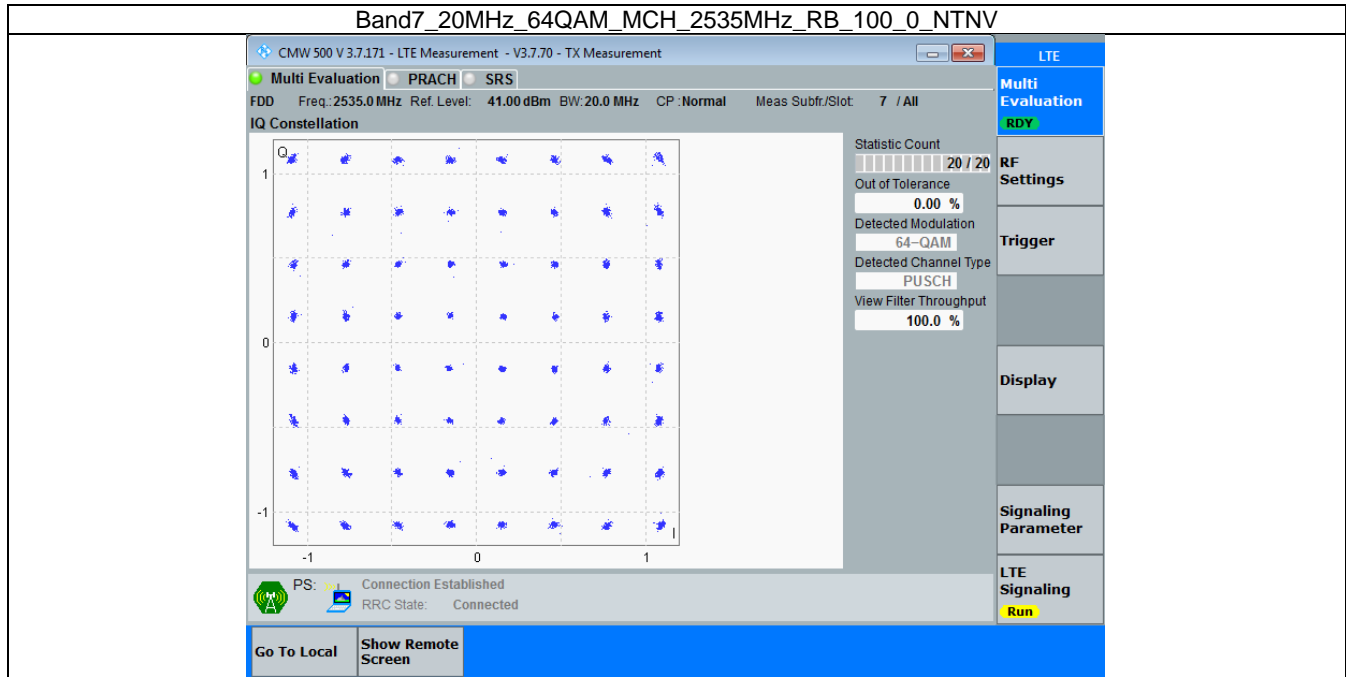 Band7_20MHz_64QAM_MCH_2535MHz_RB_100_0_NTNV
CMW 500 V 3.7.171 - LTE Measurement - V3.7.70 - TX Measurement
LTE
Multi Evaluation PRACH SRS
Multi
Evaluation
RDY
FDD Freq.:2535.0 MHz Ref. Level: 41.00 dBm BW:20.0 MHz CP :Normal Meas Subfr./Slot: 7 / All
IQ Constellation
Q
1
0
-1
-1 0 1
I
Statistic Count
20 / 20
Out of Tolerance
0.00 %
Detected Modulation
64-QAM
Detected Channel Type
PUSCH
View Filter Throughput
100.0 %
RF
Settings
Trigger
Display
Signaling
Parameter
LTE
Signaling
Run
PS: Connection Established
RRC State: Connected
Go To Local
Show Remote
Screen